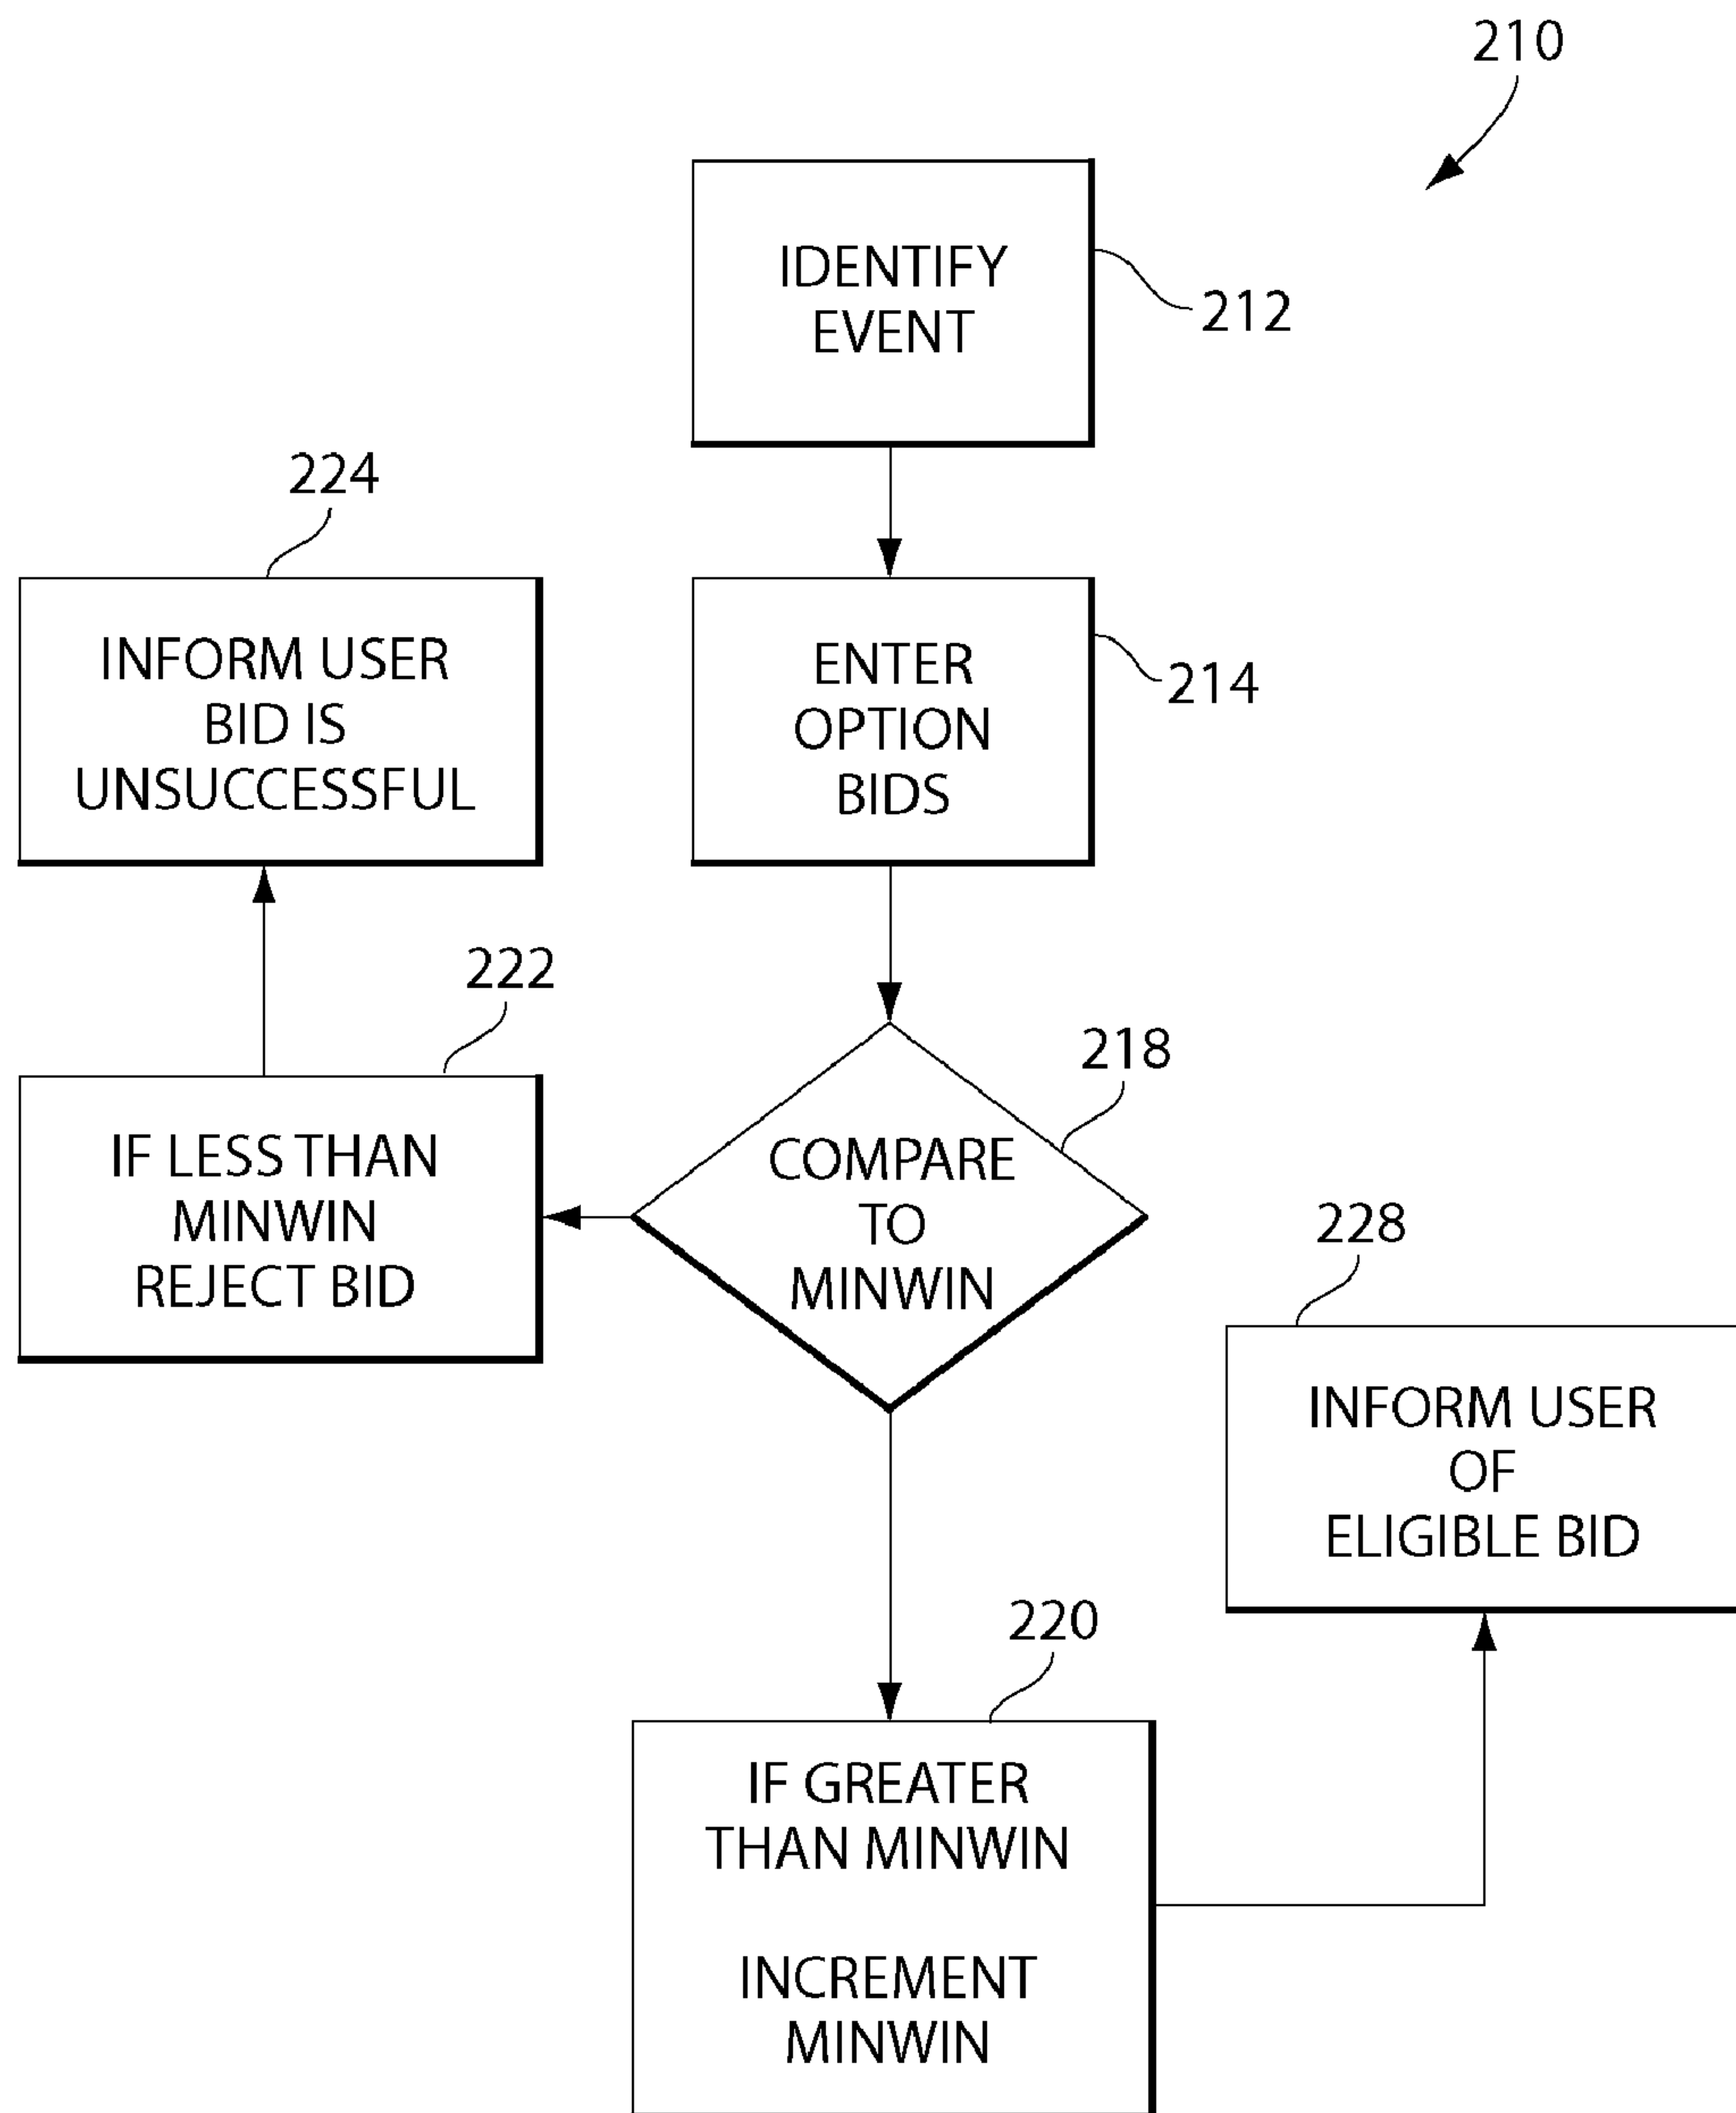 210
IDENTIFY
EVENT
212
224
INFORM USER
BID IS
UNSUCCESSFUL
ENTER
OPTION
BIDS
214
222
IF LESS THAN
MINWIN
REJECT BID
218
COMPARE
TO
MINWIN
228
INFORM USER
OF
ELIGIBLE BID
220
IF GREATER
THAN MINWIN
INCREMENT
MINWIN